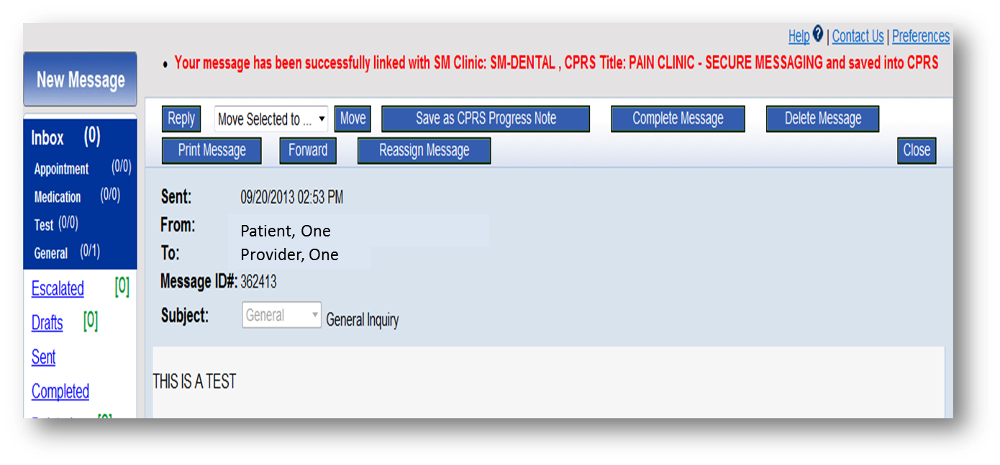 Help ? | Contact Us | Preferences
New Message
• Your message has been successfully linked with SM Clinic: SM-DENTAL , CPRS Title: PAIN CLINIC - SECURE MESSAGING and saved into CPRS
Reply Move Selected to ... Move Save as CPRS Progress Note Complete Message Delete Message
Print Message Forward Reassign Message Close
Inbox (0)
Appointment (0/0)
Medication (0/0)
Test (0/0)
General (0/1)
Escalated [0]
Drafts [0]
Sent
Completed
Sent: 09/20/2013 02:53 PM
From: Patient, One
To: Provider, One
Message ID#: 362413
Subject: General General Inquiry
THIS IS A TEST